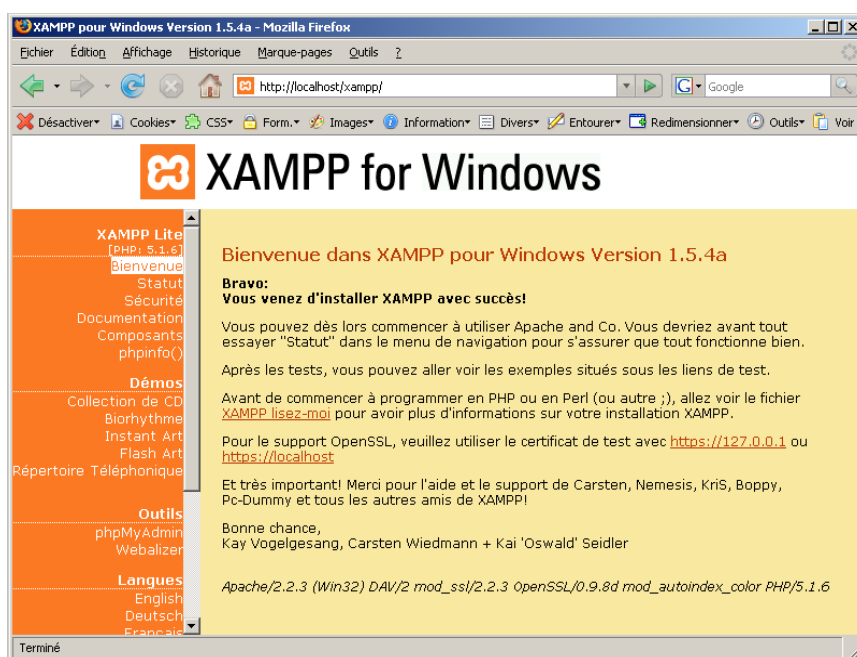 XAMPP pour Windows Version 1.5.4a - Mozilla Firefox
Fichier Édition Affichage Historique Marque-pages Outils ?
http://localhost/xampp/ G Google
Désactiver Cookies CSS Form. Images Information Divers Entourer Redimensionner Outils Voir
XAMPP for Windows
XAMPP Lite
[PHP: 5.1.6]
Bienvenue
Statut
Sécurité
Documentation
Composants
phpinfo()
Démos
Collection de CD
Biorhythme
Instant Art
Flash Art
Répertoire Téléphonique
Outils
phpMyAdmin
Webalizer
Langues
English
Deutsch
Francais
Bienvenue dans XAMPP pour Windows Version 1.5.4a
Bravo:
Vous venez d'installer XAMPP avec succès!
Vous pouvez dès lors commencer à utiliser Apache and Co. Vous devriez avant tout
essayer "Statut" dans le menu de navigation pour s'assurer que tout fonctionne bien.
Après les tests, vous pouvez aller voir les exemples situés sous les liens de test.
Avant de commencer à programmer en PHP ou en Perl (ou autre ;), allez voir le fichier
XAMPP lisez-moi pour avoir plus d'informations sur votre installation XAMPP.
Pour le support OpenSSL, veuillez utiliser le certificat de test avec https://127.0.0.1 ou
https://localhost
Et très important! Merci pour l'aide et le support de Carsten, Nemesis, KriS, Boppy,
Pc-Dummy et tous les autres amis de XAMPP!
Bonne chance,
Kay Vogelgesang, Carsten Wiedmann + Kai 'Oswald' Seidler
Apache/2.2.3 (Win32) DAV/2 mod_ssl/2.2.3 OpenSSL/0.9.8d mod_autoindex_color PHP/5.1.6
Terminé